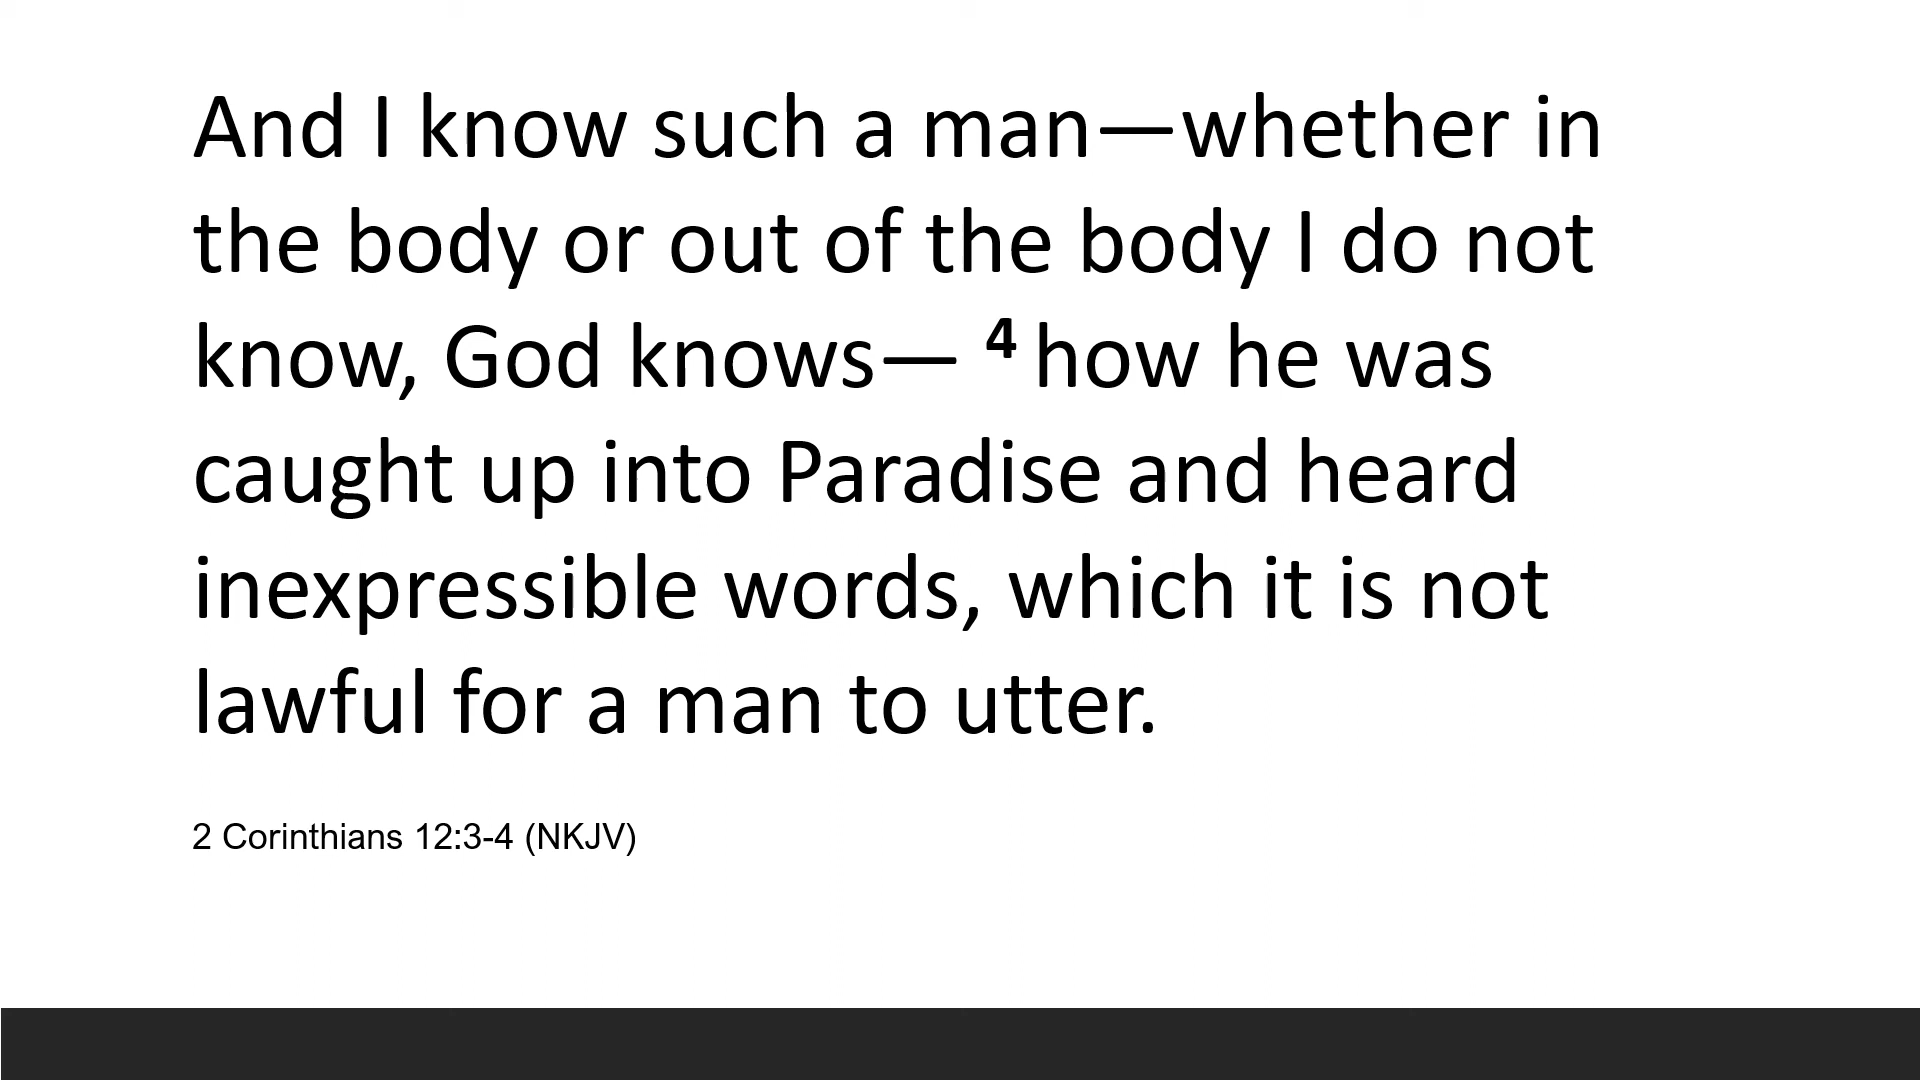 And I know such a man—whether in
the body or out of the body I do not
know, God knows— ⁴ how he was
caught up into Paradise and heard
inexpressible words, which it is not
lawful for a man to utter.
2 Corinthians 12:3-4 (NKJV)